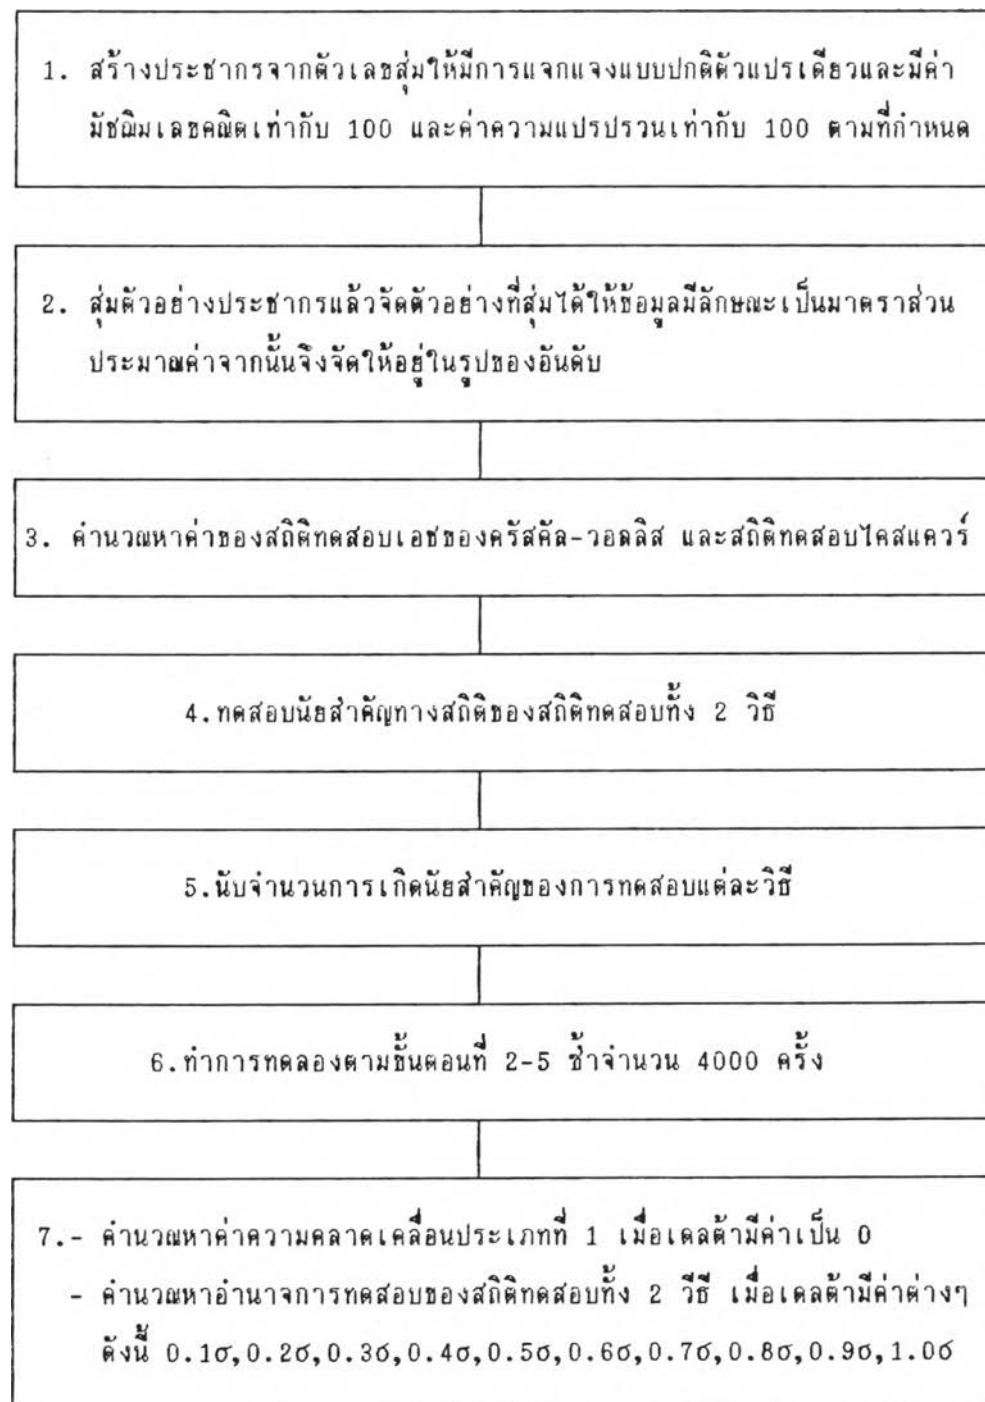 1. สร้างประชากรจากตัวเลขสุ่มให้มีการแจกแจงแบบปกติตัวแปรเดียวและมีค่า
มัชฌิมเลขคณิตเท่ากับ 100 และค่าความแปรปรวนเท่ากับ 100 ตามที่กำหนด
2. สุ่มตัวอย่างประชากรแล้วจัดตัวอย่างที่สุ่มได้ให้ข้อมูลมีลักษณะเป็นมาตราส่วน
ประมาณค่าจากนั้นจึงจัดให้อยู่ในรูปของอันดับ
3. คำนวณหาค่าของสถิติทดสอบเอชของครัสคัล-วอลลิส และสถิติทดสอบไคสแควร์
4.ทดสอบนัยสำคัญทางสถิติของสถิติทดสอบทั้ง 2 วิธี
5.นับจำนวนการเกิดนัยสำคัญของการทดสอบแต่ละวิธี
6.ทำการทดลองตามขั้นตอนที่ 2-5 ซ้ำจำนวน 4000 ครั้ง
7.- คำนวณหาค่าความคลาดเคลื่อนประเภทที่ 1 เมื่อเดลต้ามีค่าเป็น 0
- คำนวณหาอำนาจการทดสอบของสถิติทดสอบทั้ง 2 วีธี เมื่อเดลต้ามีค่าต่างๆ
ดังนี้ 0.1σ,0.2σ,0.3σ,0.4σ,0.5σ,0.6σ,0.7σ,0.8σ,0.9σ,1.0σ